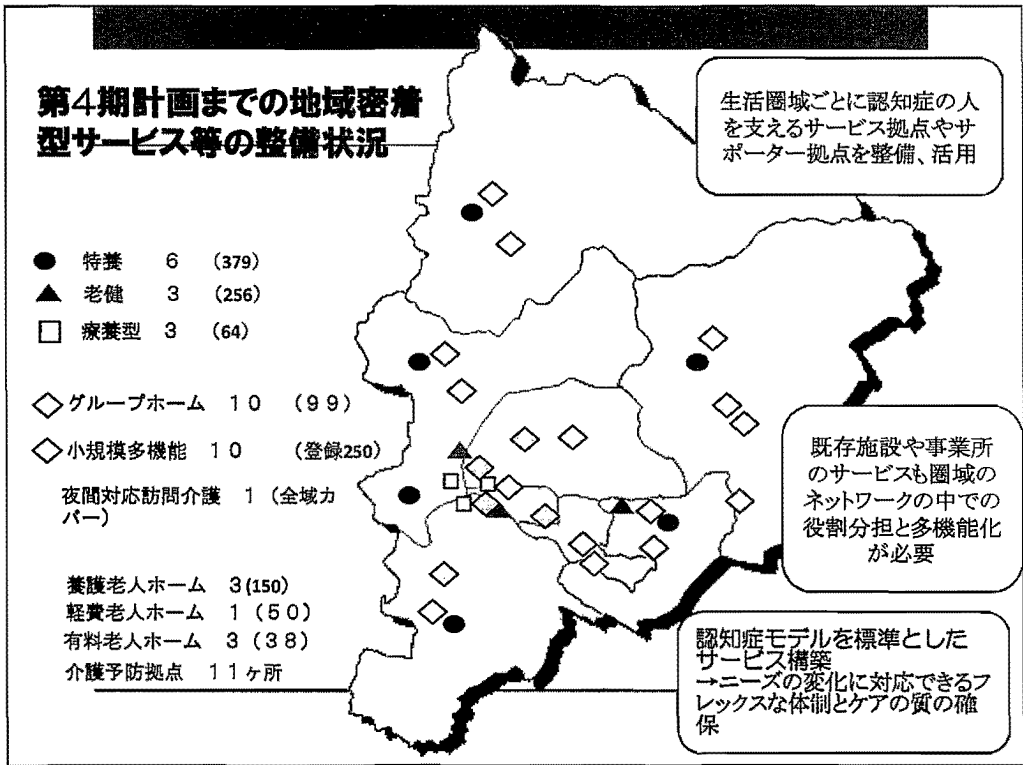 第4期計画までの地域密着
型サービス等の整備状況
生活圏域ごとに認知症の人
を支えるサービス拠点やサ
ポーター拠点を整備、活用
● 特養 6 (379)
▲ 老健 3 (256)
□ 療養型 3 (64)
◇グループホーム 10 (99)
◇小規模多機能 10 (登録250)
夜間対応訪問介護 1 (全域カ
バー)
養護老人ホーム 3(150)
軽費老人ホーム 1(50)
有料老人ホーム 3(38)
介護予防拠点 11ヶ所
既存施設や事業所
のサービスも圏域の
ネットワークの中での
役割分担と多機能化
が必要
認知症モデルを標準とした
サービス構築
→ニーズの変化に対応できるフ
レックスな体制とケアの質の確
保